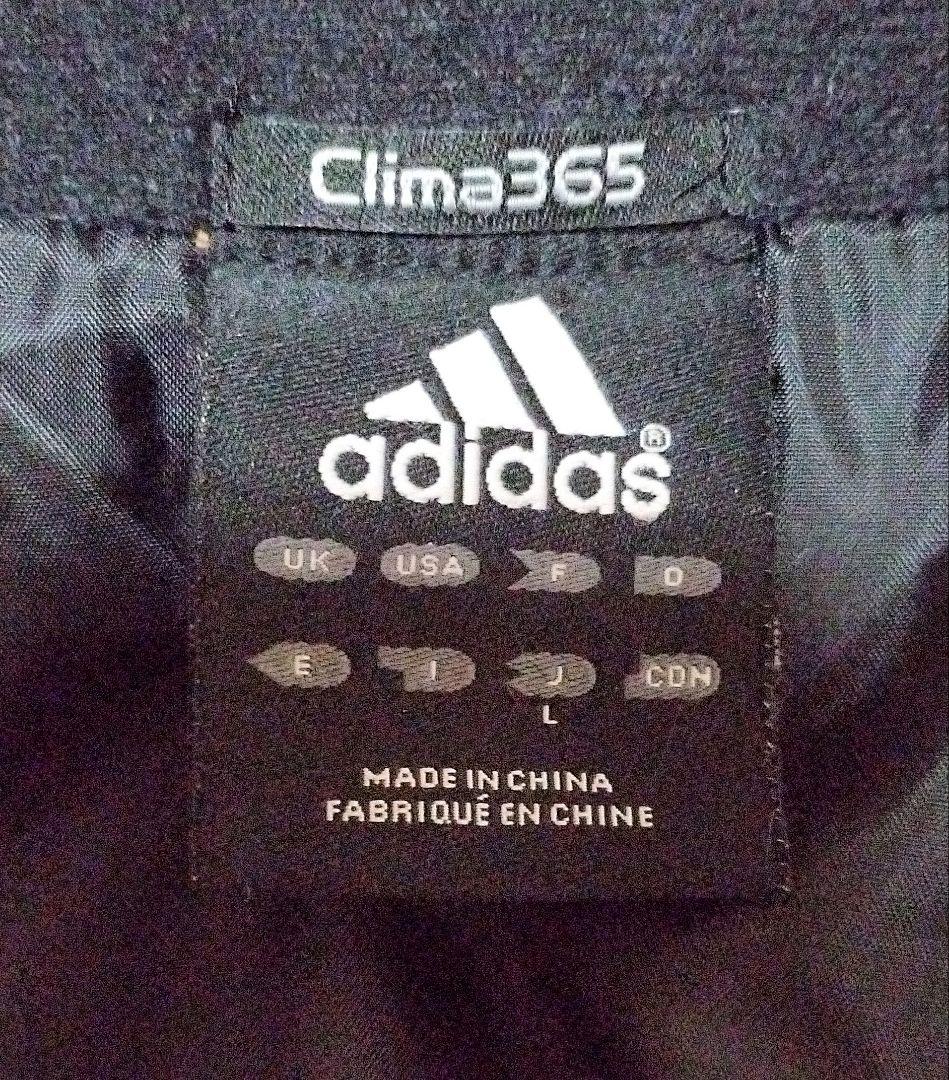 Clima365
adidas®
UK USA F D
E I J CDN
L
MADE IN CHINA
FABRIQUÉ EN CHINE